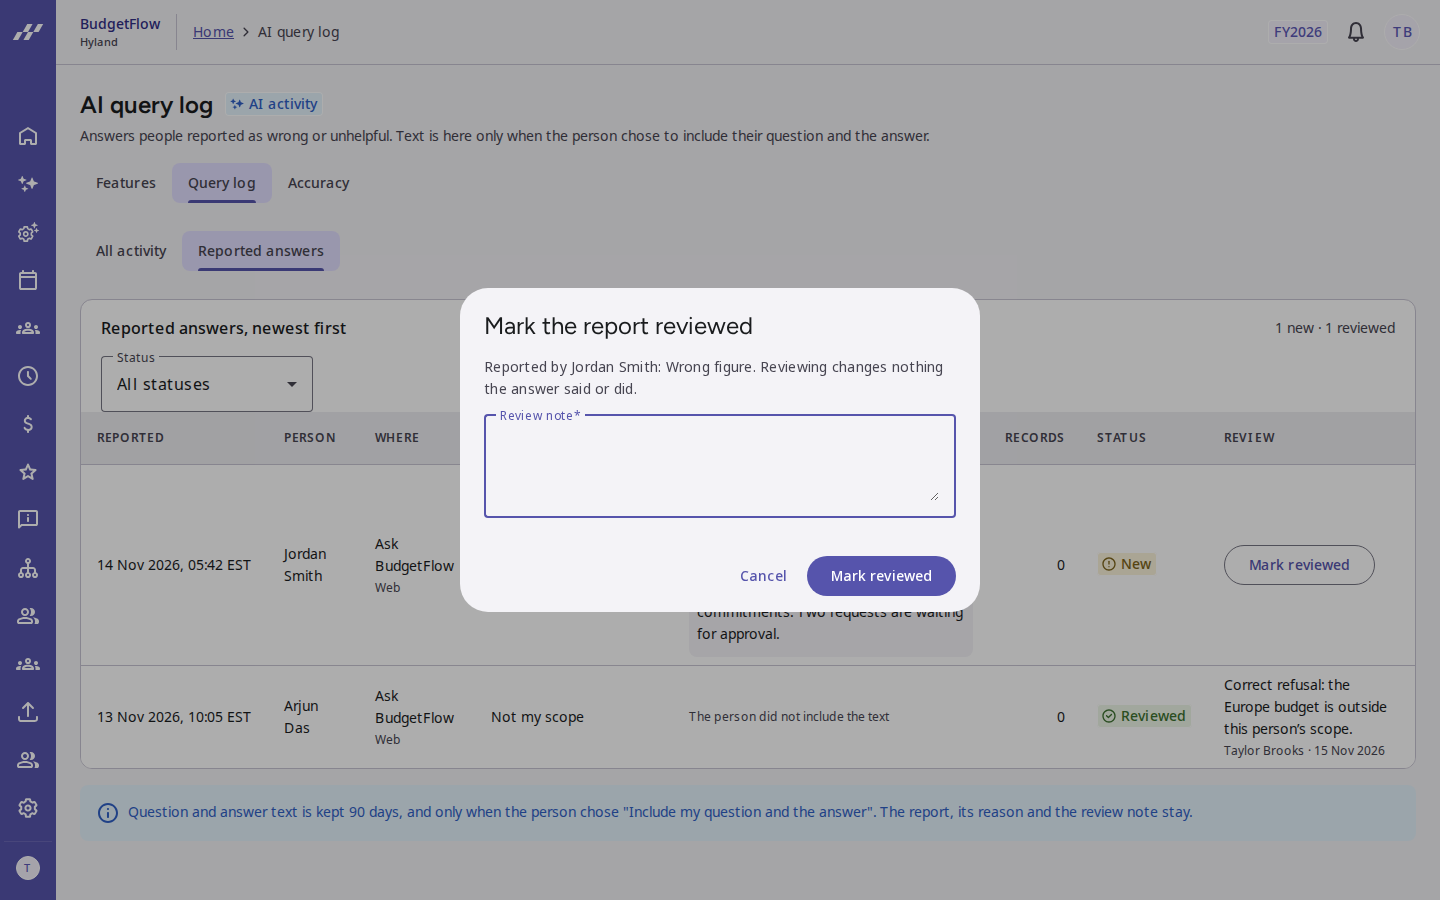 BudgetFlow
Hyland
Home
AI query log
FY2026
TB
AI query log
AI activity
Answers people reported as wrong or unhelpful. Text is here only when the person chose to include their question and the answer.
Features
Query log
Accuracy
All activity
Reported answers
Reported answers, newest first
1 new · 1 reviewed
Status
All statuses
REPORTED
PERSON
WHERE
RECORDS
STATUS
REVIEW
14 Nov 2026, 05:42 EST
Jordan
Smith
Ask
BudgetFlow
Web
commitments. Two requests are waiting
for approval.
0
New
Mark reviewed
13 Nov 2026, 10:05 EST
Arjun
Das
Ask
BudgetFlow
Web
Not my scope
The person did not include the text
0
Reviewed
Correct refusal: the
Europe budget is outside
this person's scope.
Taylor Brooks · 15 Nov 2026
Question and answer text is kept 90 days, and only when the person chose "Include my question and the answer". The report, its reason and the review note stay.
T
Mark the report reviewed
Reported by Jordan Smith: Wrong figure. Reviewing changes nothing
the answer said or did.
Review note*
Cancel
Mark reviewed